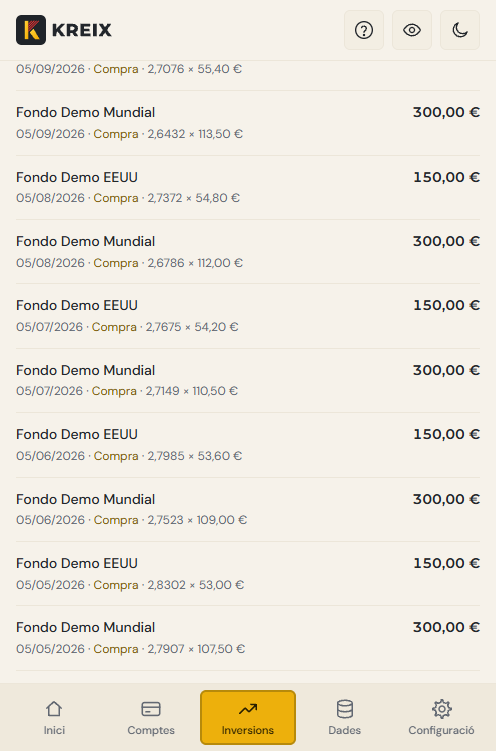 KREIX
05/09/2026 · Compra · 2,7076 × 55,40 €
Fondo Demo Mundial
300,00 €
05/09/2026 · Compra · 2,6432 × 113,50 €
Fondo Demo EEUU
150,00 €
05/08/2026 · Compra · 2,7372 × 54,80 €
Fondo Demo Mundial
300,00 €
05/08/2026 · Compra · 2,6786 × 112,00 €
Fondo Demo EEUU
150,00 €
05/07/2026 · Compra · 2,7675 × 54,20 €
Fondo Demo Mundial
300,00 €
05/07/2026 · Compra · 2,7149 × 110,50 €
Fondo Demo EEUU
150,00 €
05/06/2026 · Compra · 2,7985 × 53,60 €
Fondo Demo Mundial
300,00 €
05/06/2026 · Compra · 2,7523 × 109,00 €
Fondo Demo EEUU
150,00 €
05/05/2026 · Compra · 2,8302 × 53,00 €
Fondo Demo Mundial
300,00 €
05/05/2026 · Compra · 2,7907 × 107,50 €
Inici
Comptes
Inversions
Dades
Configuració